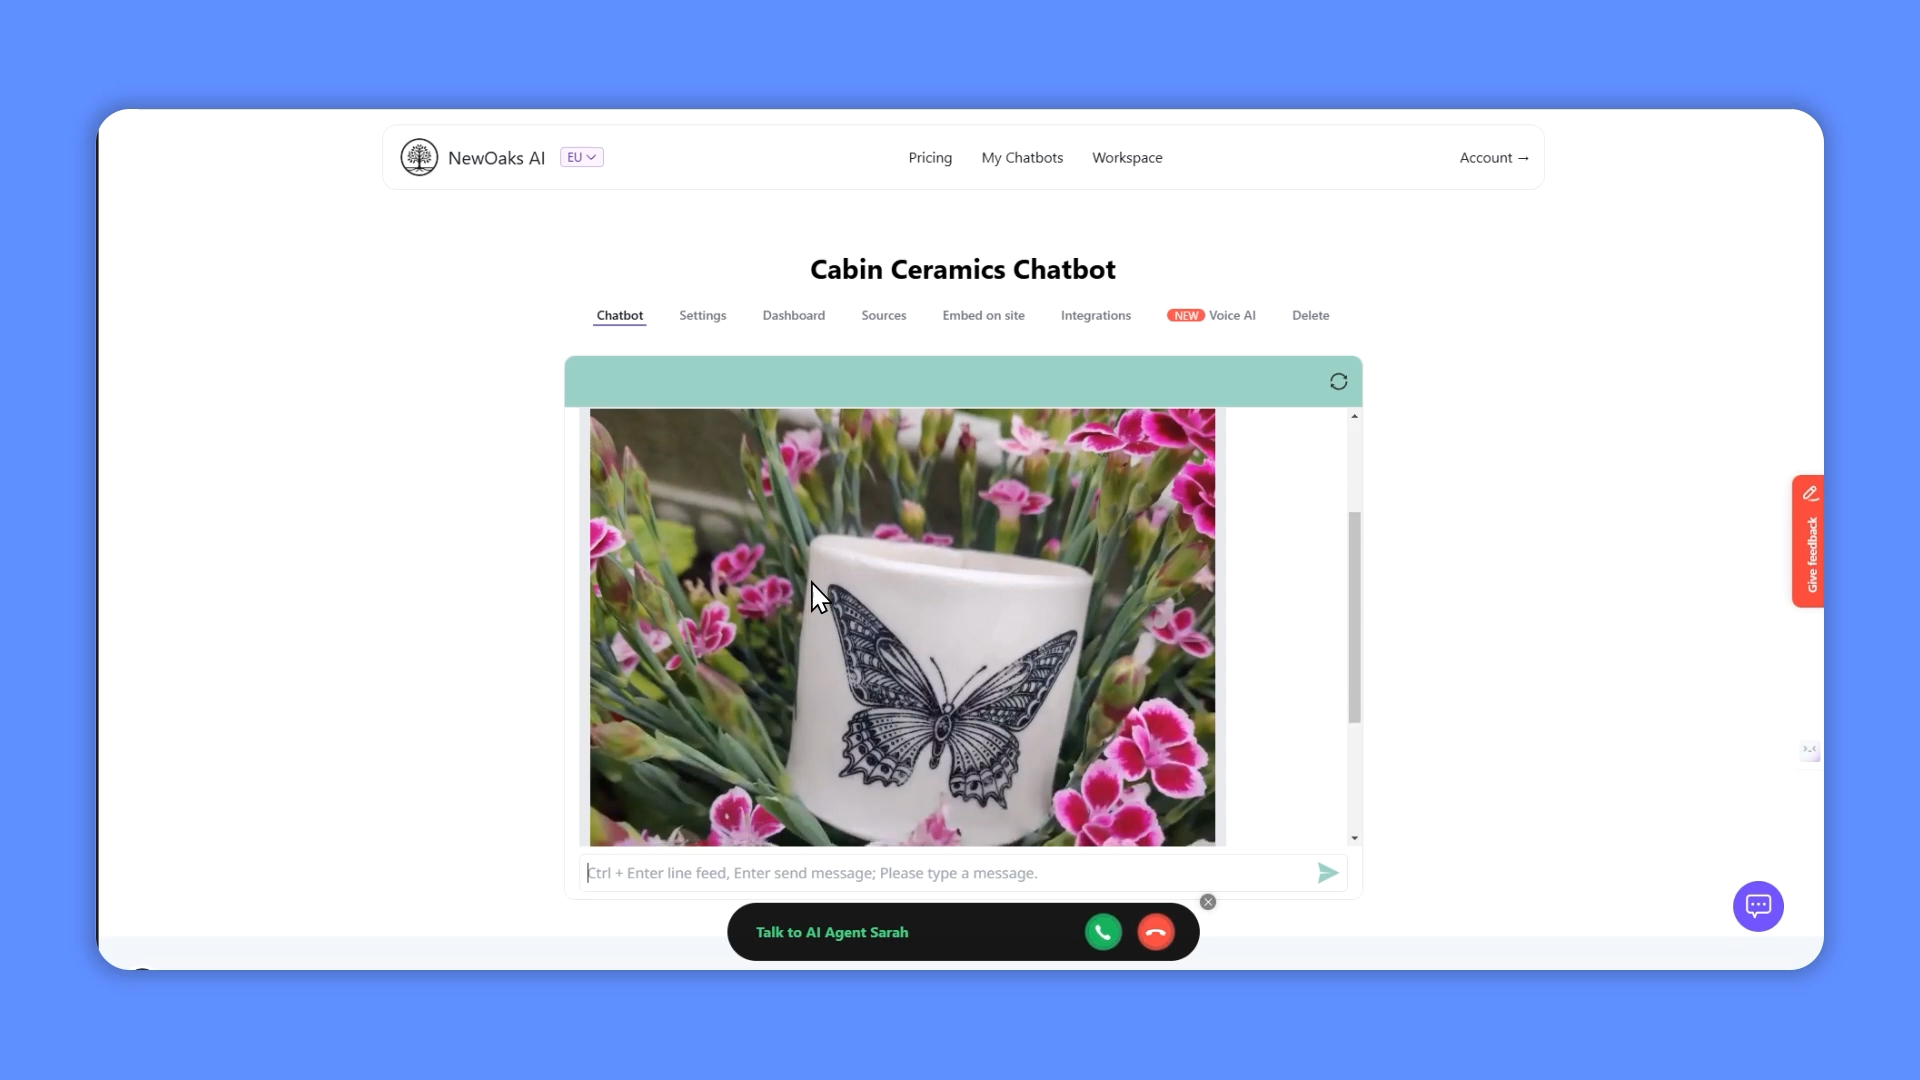 NewOaks AI
EU
Pricing
My Chatbots
Workspace
Account →
Cabin Ceramics Chatbot
Chatbot
Settings
Dashboard
Sources
Embed on site
Integrations
NEW Voice AI
Delete
Give feedback
Ctrl + Enter line feed, Enter send message; Please type a message.
Talk to AI Agent Sarah